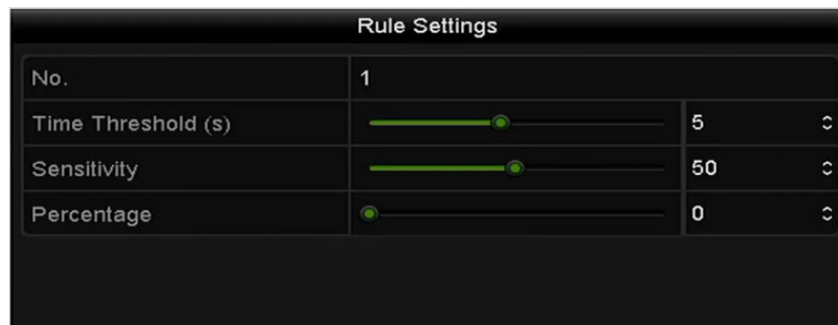 Rule Settings
No. 1
Time Threshold (s) 5
Sensitivity 50
Percentage 0